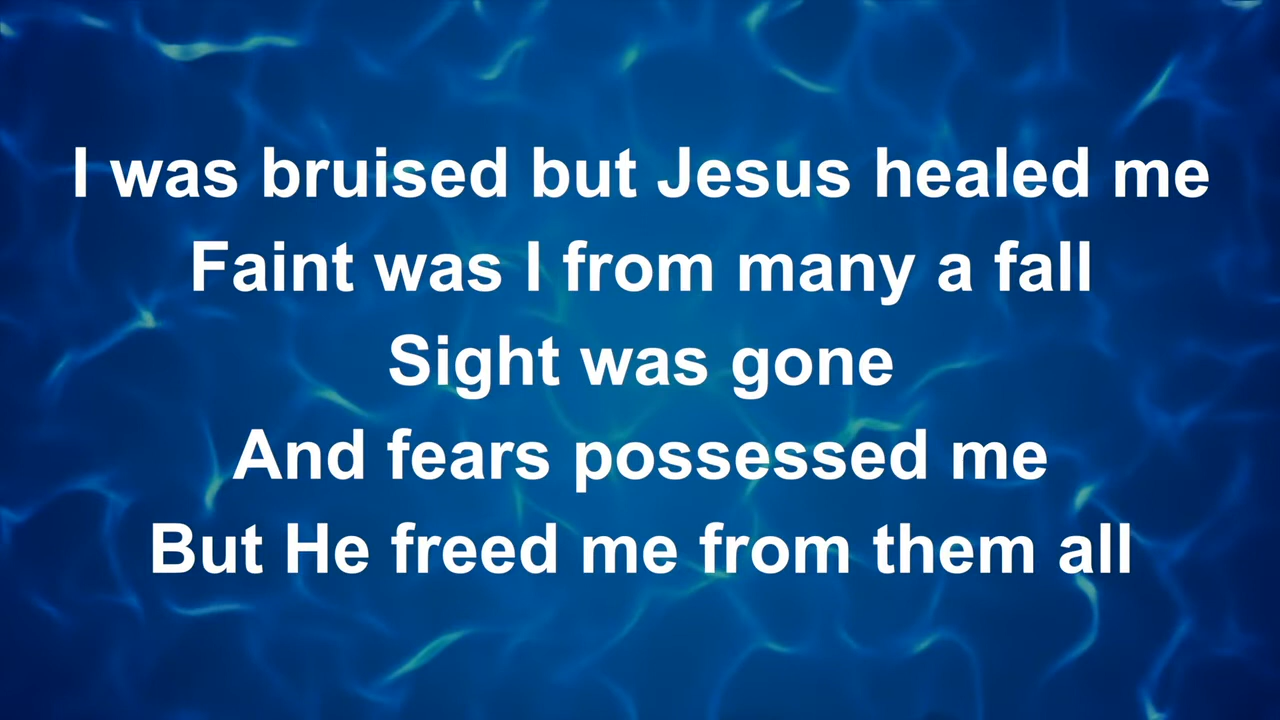 I was bruised but Jesus healed me
Faint was I from many a fall
Sight was gone
And fears possessed me
But He freed me from them all